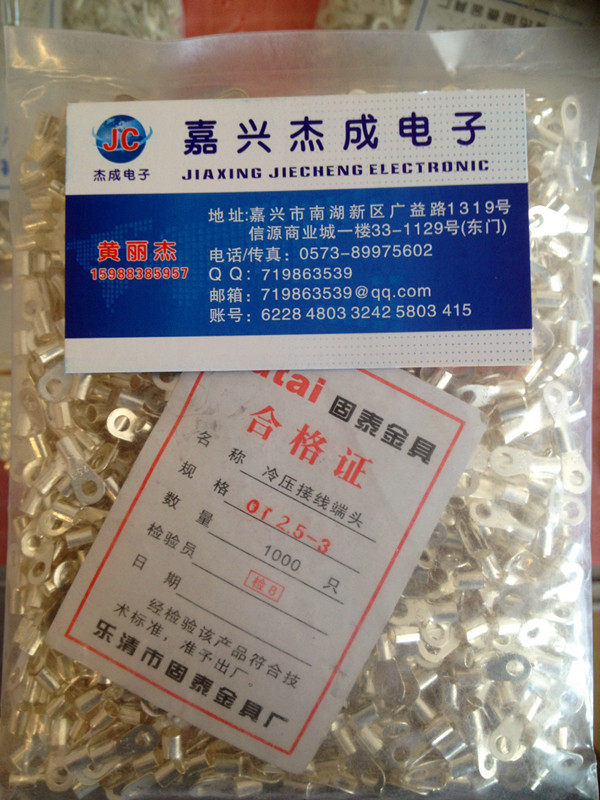 JC
杰成电子
嘉兴杰成电子
JIAXING JIECHENG ELECTRONIC
黄丽杰
15988385957
地址:嘉兴市南湖新区广益路1319号
信源商业城一楼33-1129号(东门)
电话/传真: 0573-89975602
QQ: 719863539
邮箱: 719863539@qq.com
账号: 6228 4803 3242 5803 415
固泰金具
合格证
名称 冷压接线端头
规格 OT 2.5-3
数量 1000 只
检验员 检8
日期
经检验该产品符合技
术标准，准予出厂。
乐清市固泰金具厂